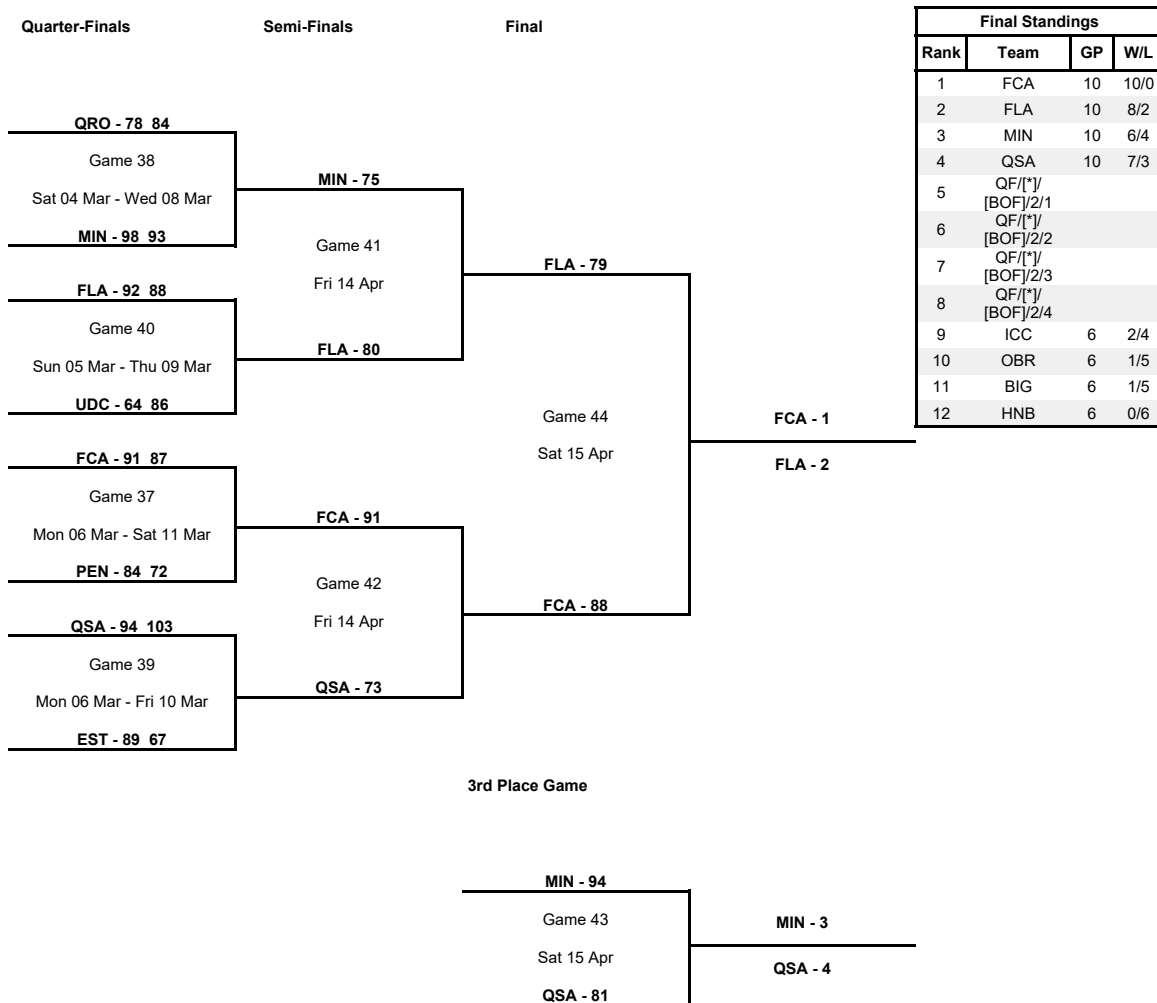 Quarter-Finals Semi-Finals Final
QRO - 78 84
Game 38
Sat 04 Mar - Wed 08 Mar
MIN - 98 93
FLA - 92 88
Game 40
Sun 05 Mar - Thu 09 Mar
UDC - 64 86
FCA - 91 87
Game 37
Mon 06 Mar - Sat 11 Mar
PEN - 84 72
QSA - 94 103
Game 39
Mon 06 Mar - Fri 10 Mar
EST - 89 67
MIN - 75
Game 41
Fri 14 Apr
FLA - 80
FCA - 91
Game 42
Fri 14 Apr
QSA - 73
FLA - 79
Game 44
Sat 15 Apr
FCA - 88
FCA - 1
FLA - 2
3rd Place Game
MIN - 94
Game 43
Sat 15 Apr
QSA - 81
MIN - 3
QSA - 4
Final Standings
Rank Team GP W/L
1 FCA 10 10/0
2 FLA 10 8/2
3 MIN 10 6/4
4 QSA 10 7/3
5 QF/[*]/
[BOF]/2/1
6 QF/[*]/
[BOF]/2/2
7 QF/[*]/
[BOF]/2/3
8 QF/[*]/
[BOF]/2/4
9 ICC 6 2/4
10 OBR 6 1/5
11 BIG 6 1/5
12 HNB 6 0/6